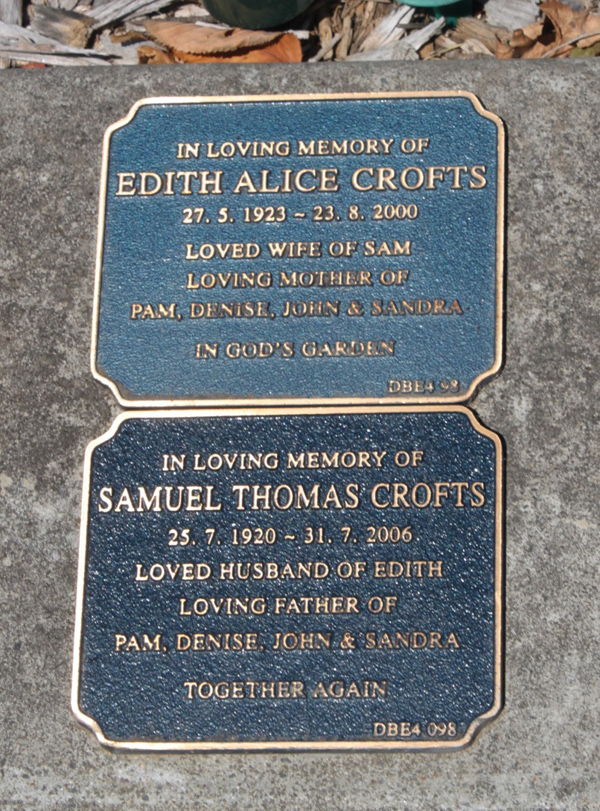 IN LOVING MEMORY OF
EDITH ALICE CROFTS
27. 5. 1923 ~ 23. 8. 2000
LOVED WIFE OF SAM
LOVING MOTHER OF
PAM, DENISE, JOHN & SANDRA
IN GOD'S GARDEN
DBE4 98
IN LOVING MEMORY OF
SAMUEL THOMAS CROFTS
25. 7. 1920 ~ 31. 7. 2006
LOVED HUSBAND OF EDITH
LOVING FATHER OF
PAM, DENISE, JOHN & SANDRA
TOGETHER AGAIN
DBE4 098